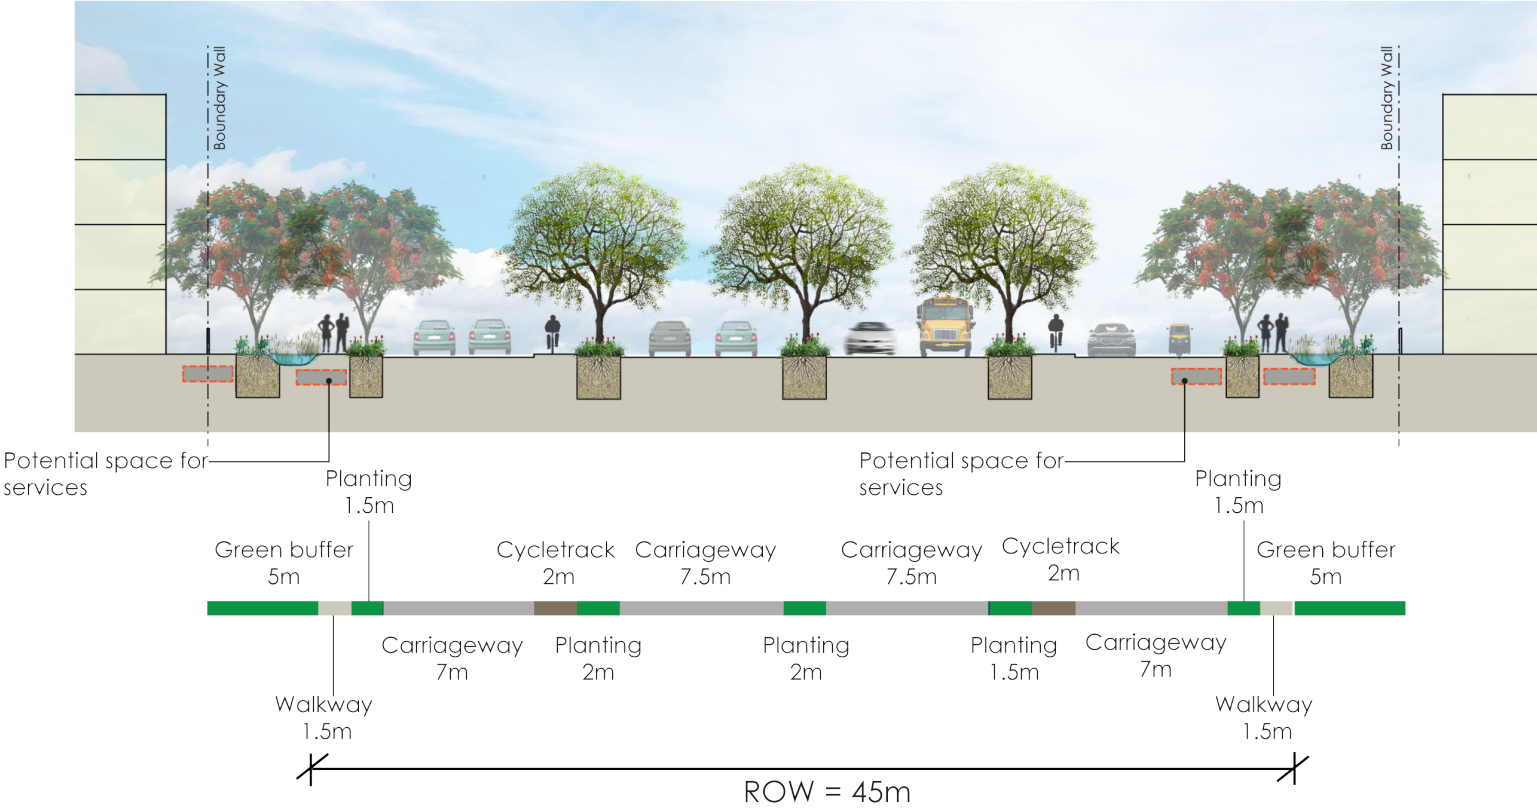 Boundary Wall
Boundary Wall
Potential space for
services
Potential space for
services
Planting
1.5m
Planting
1.5m
Green buffer
5m
Cycletrack
2m
Carriageway
7.5m
Carriageway
7.5m
Cycletrack
2m
Green buffer
5m
Carriageway
7m
Planting
2m
Planting
2m
Planting
1.5m
Carriageway
7m
Walkway
1.5m
Walkway
1.5m
ROW = 45m